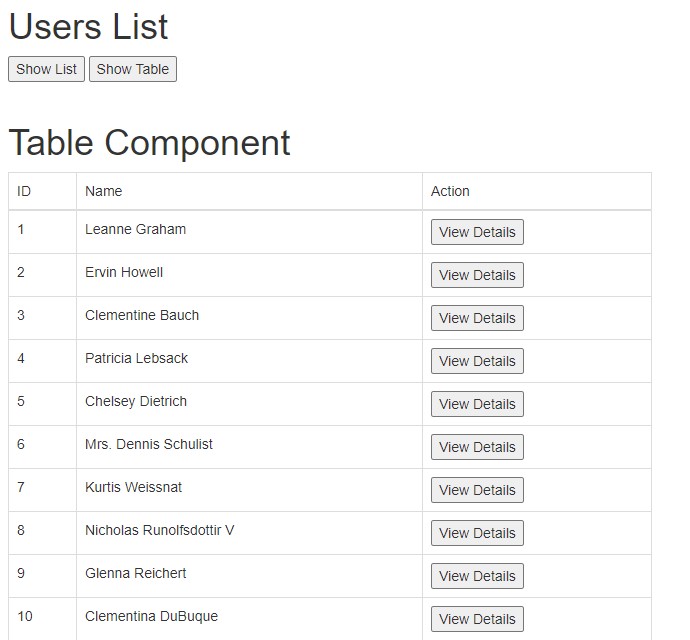 Users List
Show List Show Table
Table Component
ID Name Action
1 Leanne Graham View Details
2 Ervin Howell View Details
3 Clementine Bauch View Details
4 Patricia Lebsack View Details
5 Chelsey Dietrich View Details
6 Mrs. Dennis Schulist View Details
7 Kurtis Weissnat View Details
8 Nicholas Runolfsdottir V View Details
9 Glenna Reichert View Details
10 Clementina DuBuque View Details